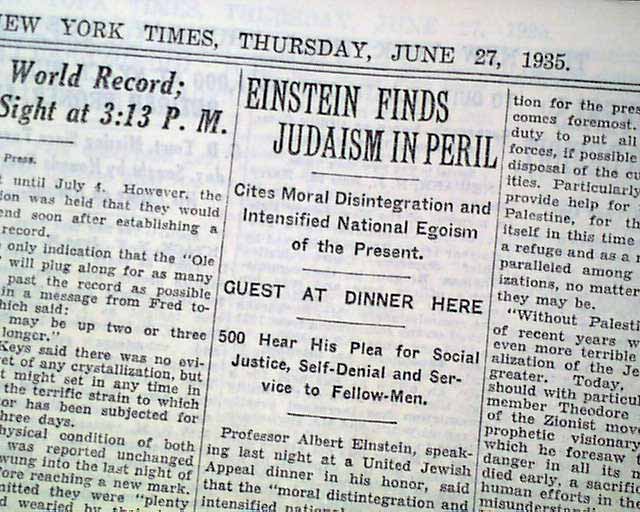 NEW YORK TIMES, THURSDAY, JUNE 27, 1935.
World Record;
Sight at 3:13 P. M.
Press.
t until July 4. However, the
ion was held that they would
end soon after establishing a
record.
only indication that the "Ole
will plug along for as many
past the record as possible
in a message from Fred to-
hich said:
may be up two or three
longer."
Keys said there was no evi-
et of any crystallization, but
t might set in any time in
the terrific strain to which
tor has been subjected for
three days.
hysical condition of both
was reported unchanged
wung into the last night of
ore reaching a new mark.
mitted they were "plenty
EINSTEIN FINDS
JUDAISM IN PERIL
Cites Moral Disintegration and
Intensified National Egoism
of the Present.
GUEST AT DINNER HERE
500 Hear His Plea for Social
Justice, Self-Denial and Ser-
vice to Fellow-Men.
Professor Albert Einstein, speak-
ing last night at a United Jewish
Appeal dinner in his honor, said
that the "moral distintegration and
intensified
tion for the pres
comes foremost.
duty to put all
forces, if possible
disposal of the cu
ities. Particularly
provide help for
Palestine, for th
itself in this time
a refuge and as a r
paralleled among
izations, no matter
they may be.
"Without Palesti
of recent years w
even more terrible
alization of the Je
greater. Today,
should with particul
member Theodore
of the Zionist mov
prophetic visionary
which he foresaw t
danger in all its m
died early, a sacrific
human efforts in the
misunderstandi